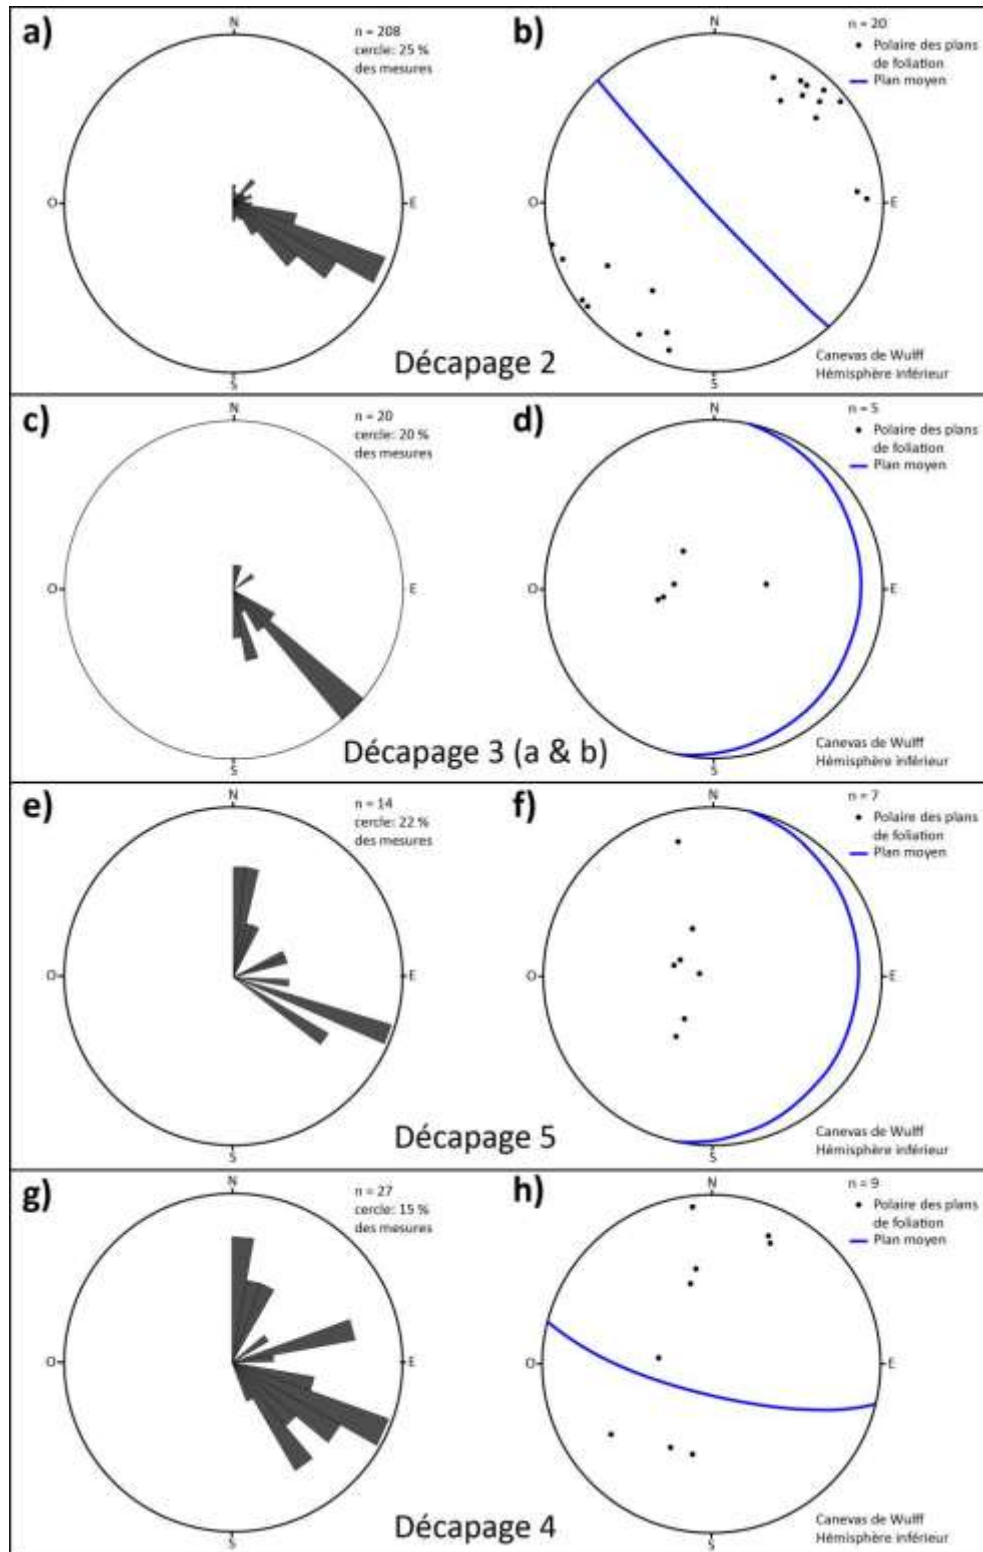 a)
N
n = 208
cercle: 25 %
des mesures
O
E
S
b)
N
n = 20
Polaire des plans
de foliation
Plan moyen
O
E
S
Canevas de Wulff
Hémisphère inférieur
Décapage 2
c)
N
n = 20
cercle: 20 %
des mesures
O
E
S
d)
N
n = 5
Polaire des plans
de foliation
Plan moyen
O
E
S
Canevas de Wulff
Hémisphère inférieur
Décapage 3 (a & b)
e)
N
n = 14
cercle: 22 %
des mesures
O
E
S
f)
N
n = 7
Polaire des plans
de foliation
Plan moyen
O
E
S
Canevas de Wulff
Hémisphère inférieur
Décapage 5
g)
N
n = 27
cercle: 15 %
des mesures
O
E
S
h)
N
n = 9
Polaire des plans
de foliation
Plan moyen
O
E
S
Canevas de Wulff
Hémisphère inférieur
Décapage 4